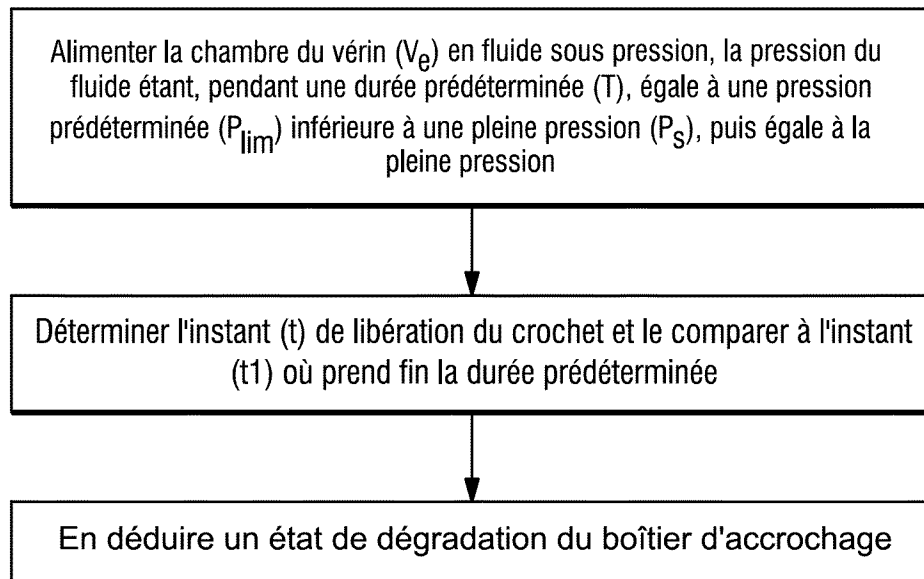 Alimenter la chambre du vérin (Ve) en fluide sous pression, la pression du
fluide étant, pendant une durée prédéterminée (T), égale à une pression
prédéterminée (Plim) inférieure à une pleine pression (Ps), puis égale à la
pleine pression
Déterminer l'instant (t) de libération du crochet et le comparer à l'instant
(t1) où prend fin la durée prédéterminée
En déduire un état de dégradation du boîtier d'accrochage